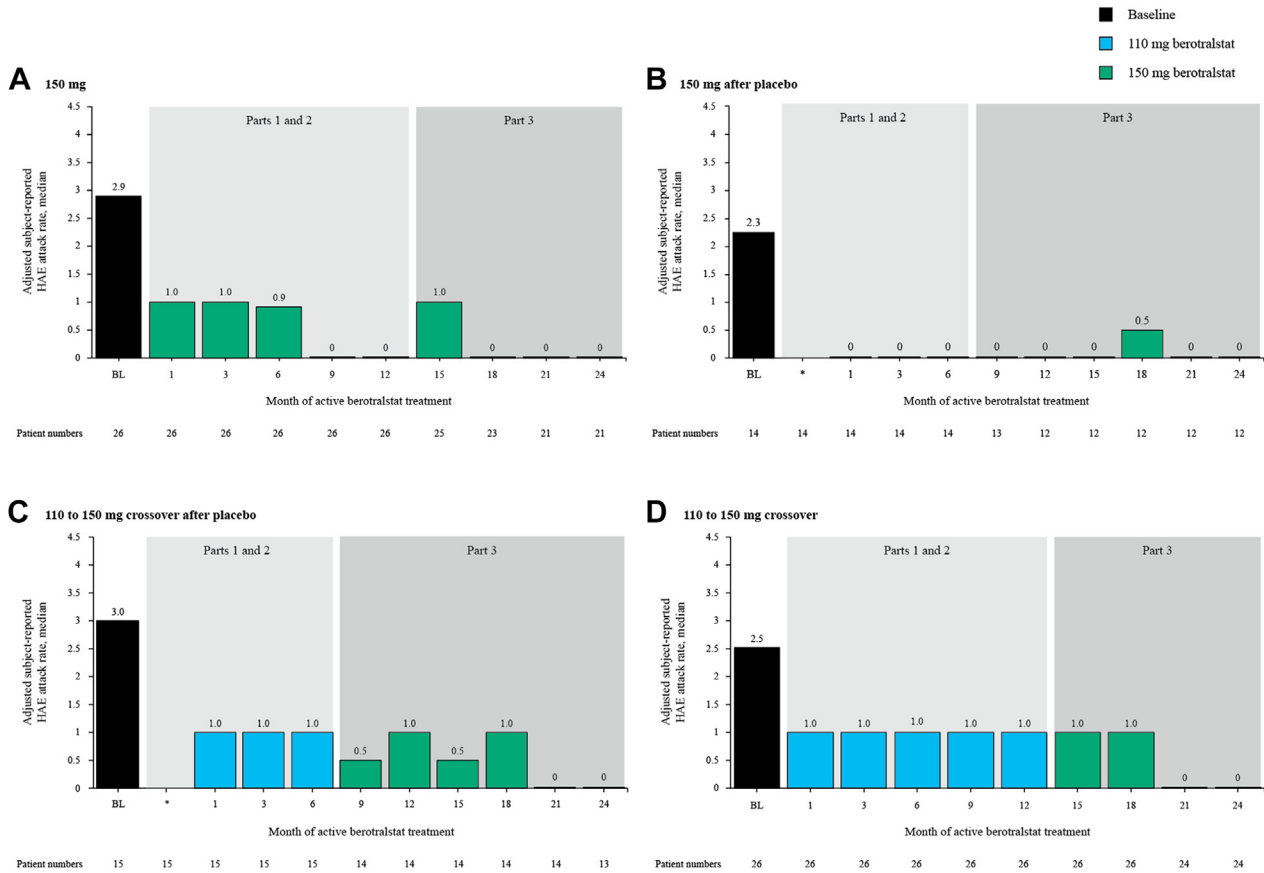 Baseline
110 mg berotralstat
150 mg berotralstat
A 150 mg
Parts 1 and 2 Part 3
Adjusted subject-reported
HAE attack rate, median
4.5
4
3.5
3
2.5
2
1.5
1
0.5
0
2.9 1.0 1.0 0.9 0 0 1.0 0 0 0
BL 1 3 6 9 12 15 18 21 24
Month of active berotralstat treatment
Patient numbers 26 26 26 26 26 26 25 23 21 21
B 150 mg after placebo
Parts 1 and 2 Part 3
Adjusted subject-reported
HAE attack rate, median
4.5
4
3.5
3
2.5
2
1.5
1
0.5
0
2.3 0 0 0 0 0 0 0.5 0 0
BL * 1 3 6 9 12 15 18 21 24
Month of active berotralstat treatment
Patient numbers 14 14 14 14 14 13 12 12 12 12 12
C 110 to 150 mg crossover after placebo
Parts 1 and 2 Part 3
Adjusted subject-reported
HAE attack rate, median
4.5
4
3.5
3
2.5
2
1.5
1
0.5
0
3.0 1.0 1.0 1.0 0.5 1.0 0.5 1.0 0 0
BL * 1 3 6 9 12 15 18 21 24
Month of active berotralstat treatment
Patient numbers 15 15 15 15 15 14 14 14 14 14 13
D 110 to 150 mg crossover
Parts 1 and 2 Part 3
Adjusted subject-reported
HAE attack rate, median
4.5
4
3.5
3
2.5
2
1.5
1
0.5
0
2.5 1.0 1.0 1.0 1.0 1.0 1.0 1.0 0 0
BL 1 3 6 9 12 15 18 21 24
Month of active berotralstat treatment
Patient numbers 26 26 26 26 26 26 26 26 24 24